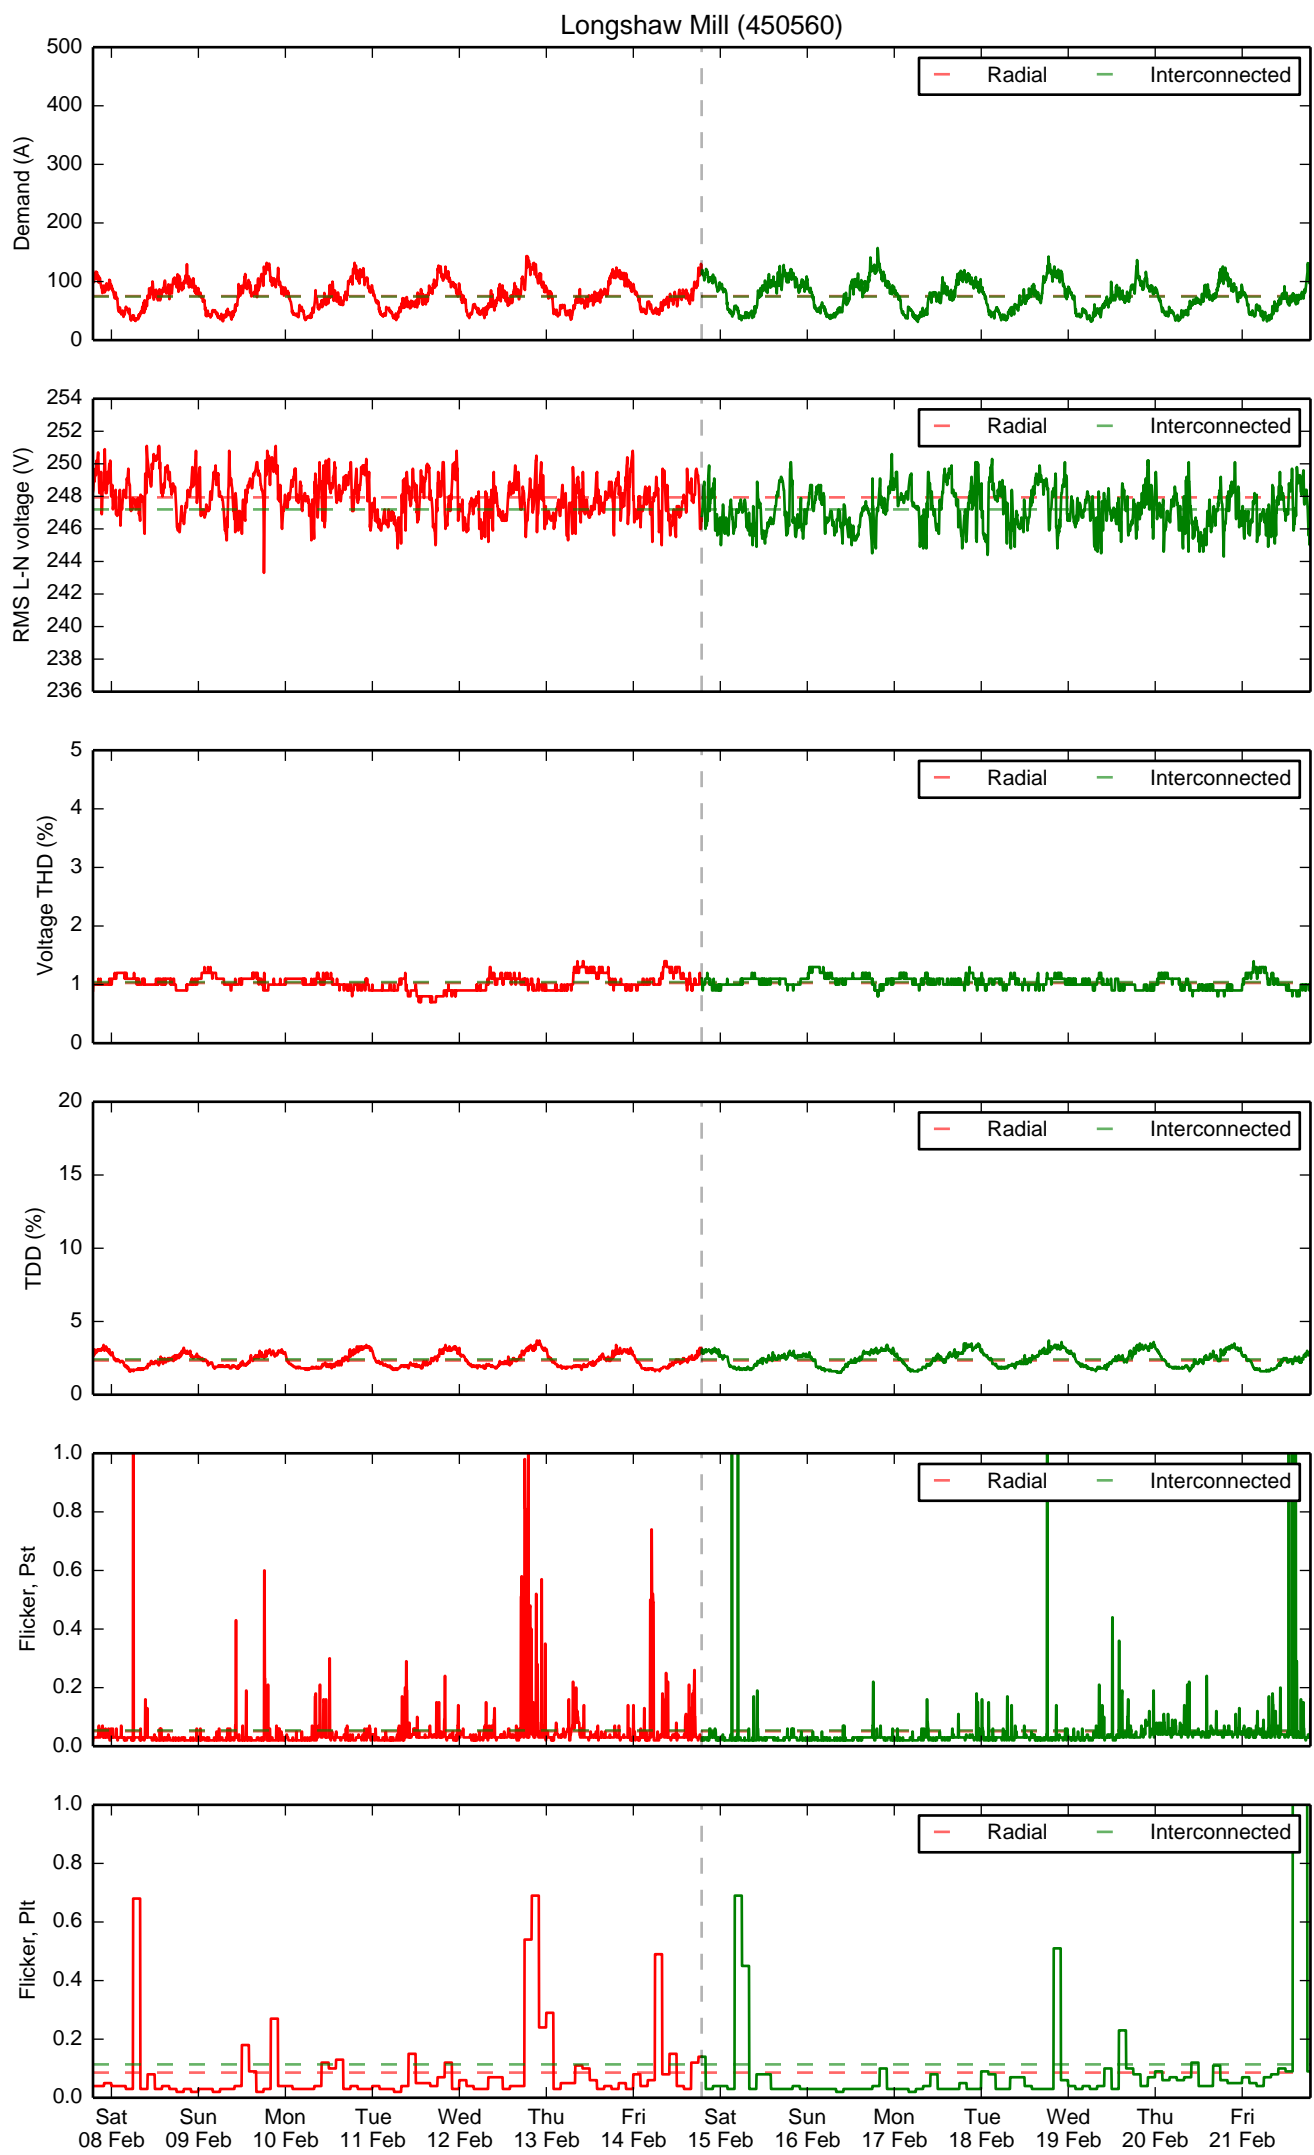 Longshaw Mill (450560)
Demand (A)
500
400
300
200
100
0
Radial Interconnected
RMS L-N voltage (V)
254
252
250
248
246
244
242
240
238
236
Radial Interconnected
Voltage THD (%)
5
4
3
2
1
0
Radial Interconnected
TDD (%)
20
15
10
5
0
Radial Interconnected
Flicker, Pst
1.0
0.8
0.6
0.4
0.2
0.0
Radial Interconnected
Flicker, Plt
1.0
0.8
0.6
0.4
0.2
0.0
Radial Interconnected
Sat Sun Mon Tue Wed Thu Fri Sat Sun Mon Tue Wed Thu Fri
08 Feb 09 Feb 10 Feb 11 Feb 12 Feb 13 Feb 14 Feb 15 Feb 16 Feb 17 Feb 18 Feb 19 Feb 20 Feb 21 Feb